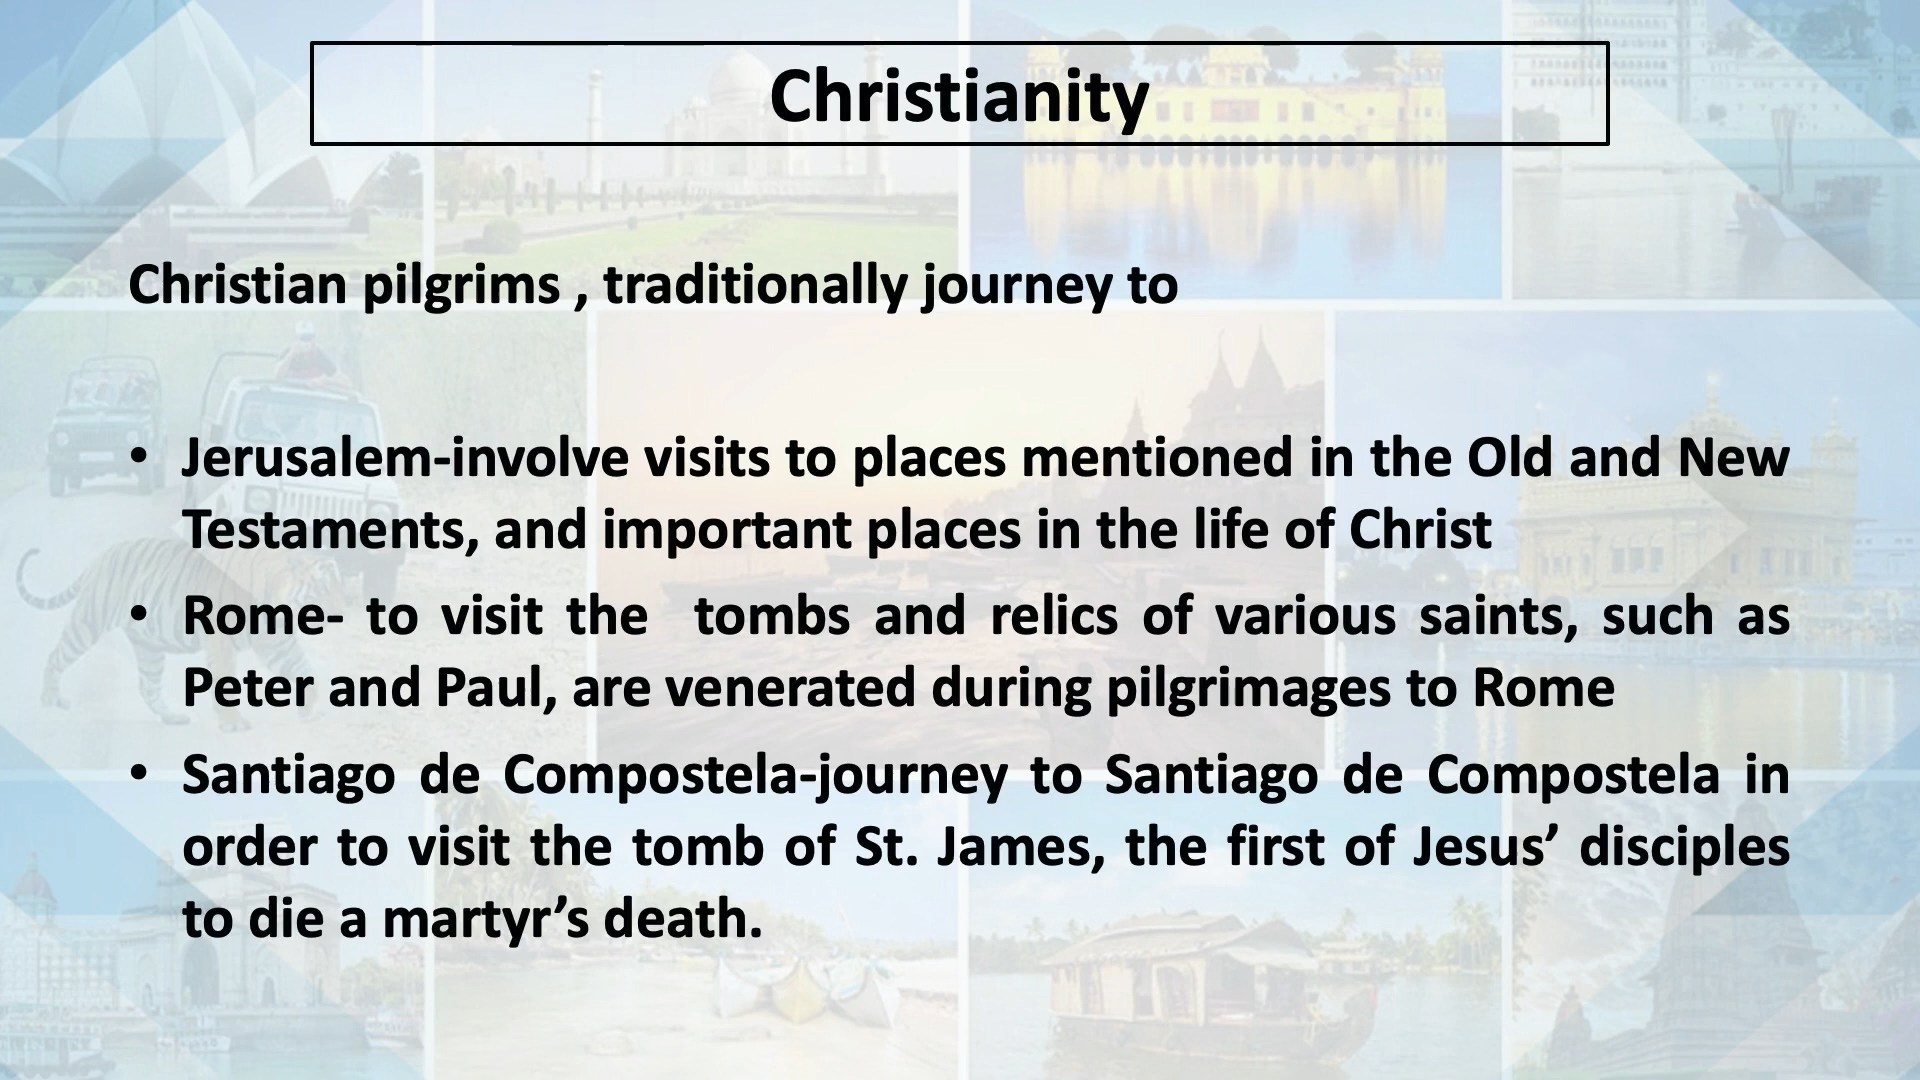 Christianity
Christian pilgrims , traditionally journey to
• Jerusalem-involve visits to places mentioned in the Old and New
Testaments, and important places in the life of Christ
• Rome- to visit the  tombs and relics of various saints, such as
Peter and Paul, are venerated during pilgrimages to Rome
• Santiago de Compostela-journey to Santiago de Compostela in
order to visit the tomb of St. James, the first of Jesus’ disciples
to die a martyr’s death.